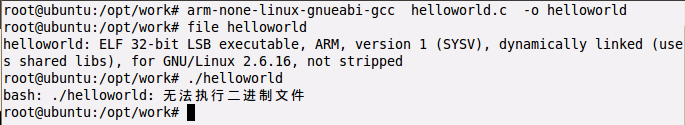 root@ubuntu:/opt/work# arm-none-linux-gnueabi-gcc  helloworld.c  -o helloworld
root@ubuntu:/opt/work# file helloworld
helloworld: ELF 32-bit LSB executable, ARM, version 1 (SYSV), dynamically linked (use
s shared libs), for GNU/Linux 2.6.16, not stripped
root@ubuntu:/opt/work# ./helloworld
bash: ./helloworld: 无法执行二进制文件
root@ubuntu:/opt/work#